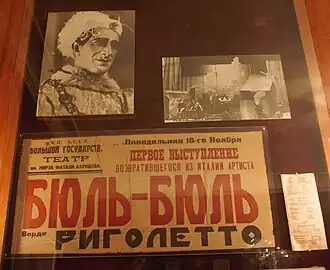 Н.К.П. С.С.Р.
БОЛЬШОЙ ГОСУДАРСТВ.
ТЕАТР
им. МИРЗА ФАТАЛИ АХУНДОВА
Понедельник 16-го Ноября
ПЕРВОЕ ВЫСТУПЛЕНИЕ
ВОЗВРАТИВШЕГОСЯ ИЗ ИТАЛИИ АРТИСТА
БЮЛЬ-БЮЛЬ
Верди
РИГОЛЕТТО